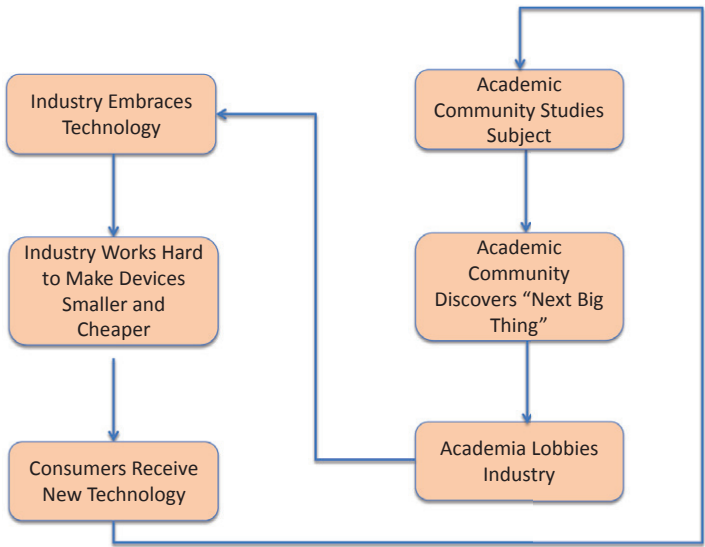 Industry Embraces
Technology
Industry Works Hard
to Make Devices
Smaller and
Cheaper
Consumers Receive
New Technology
Academic
Community Studies
Subject
Academic
Community
Discovers “Next Big
Thing”
Academia Lobbies
Industry